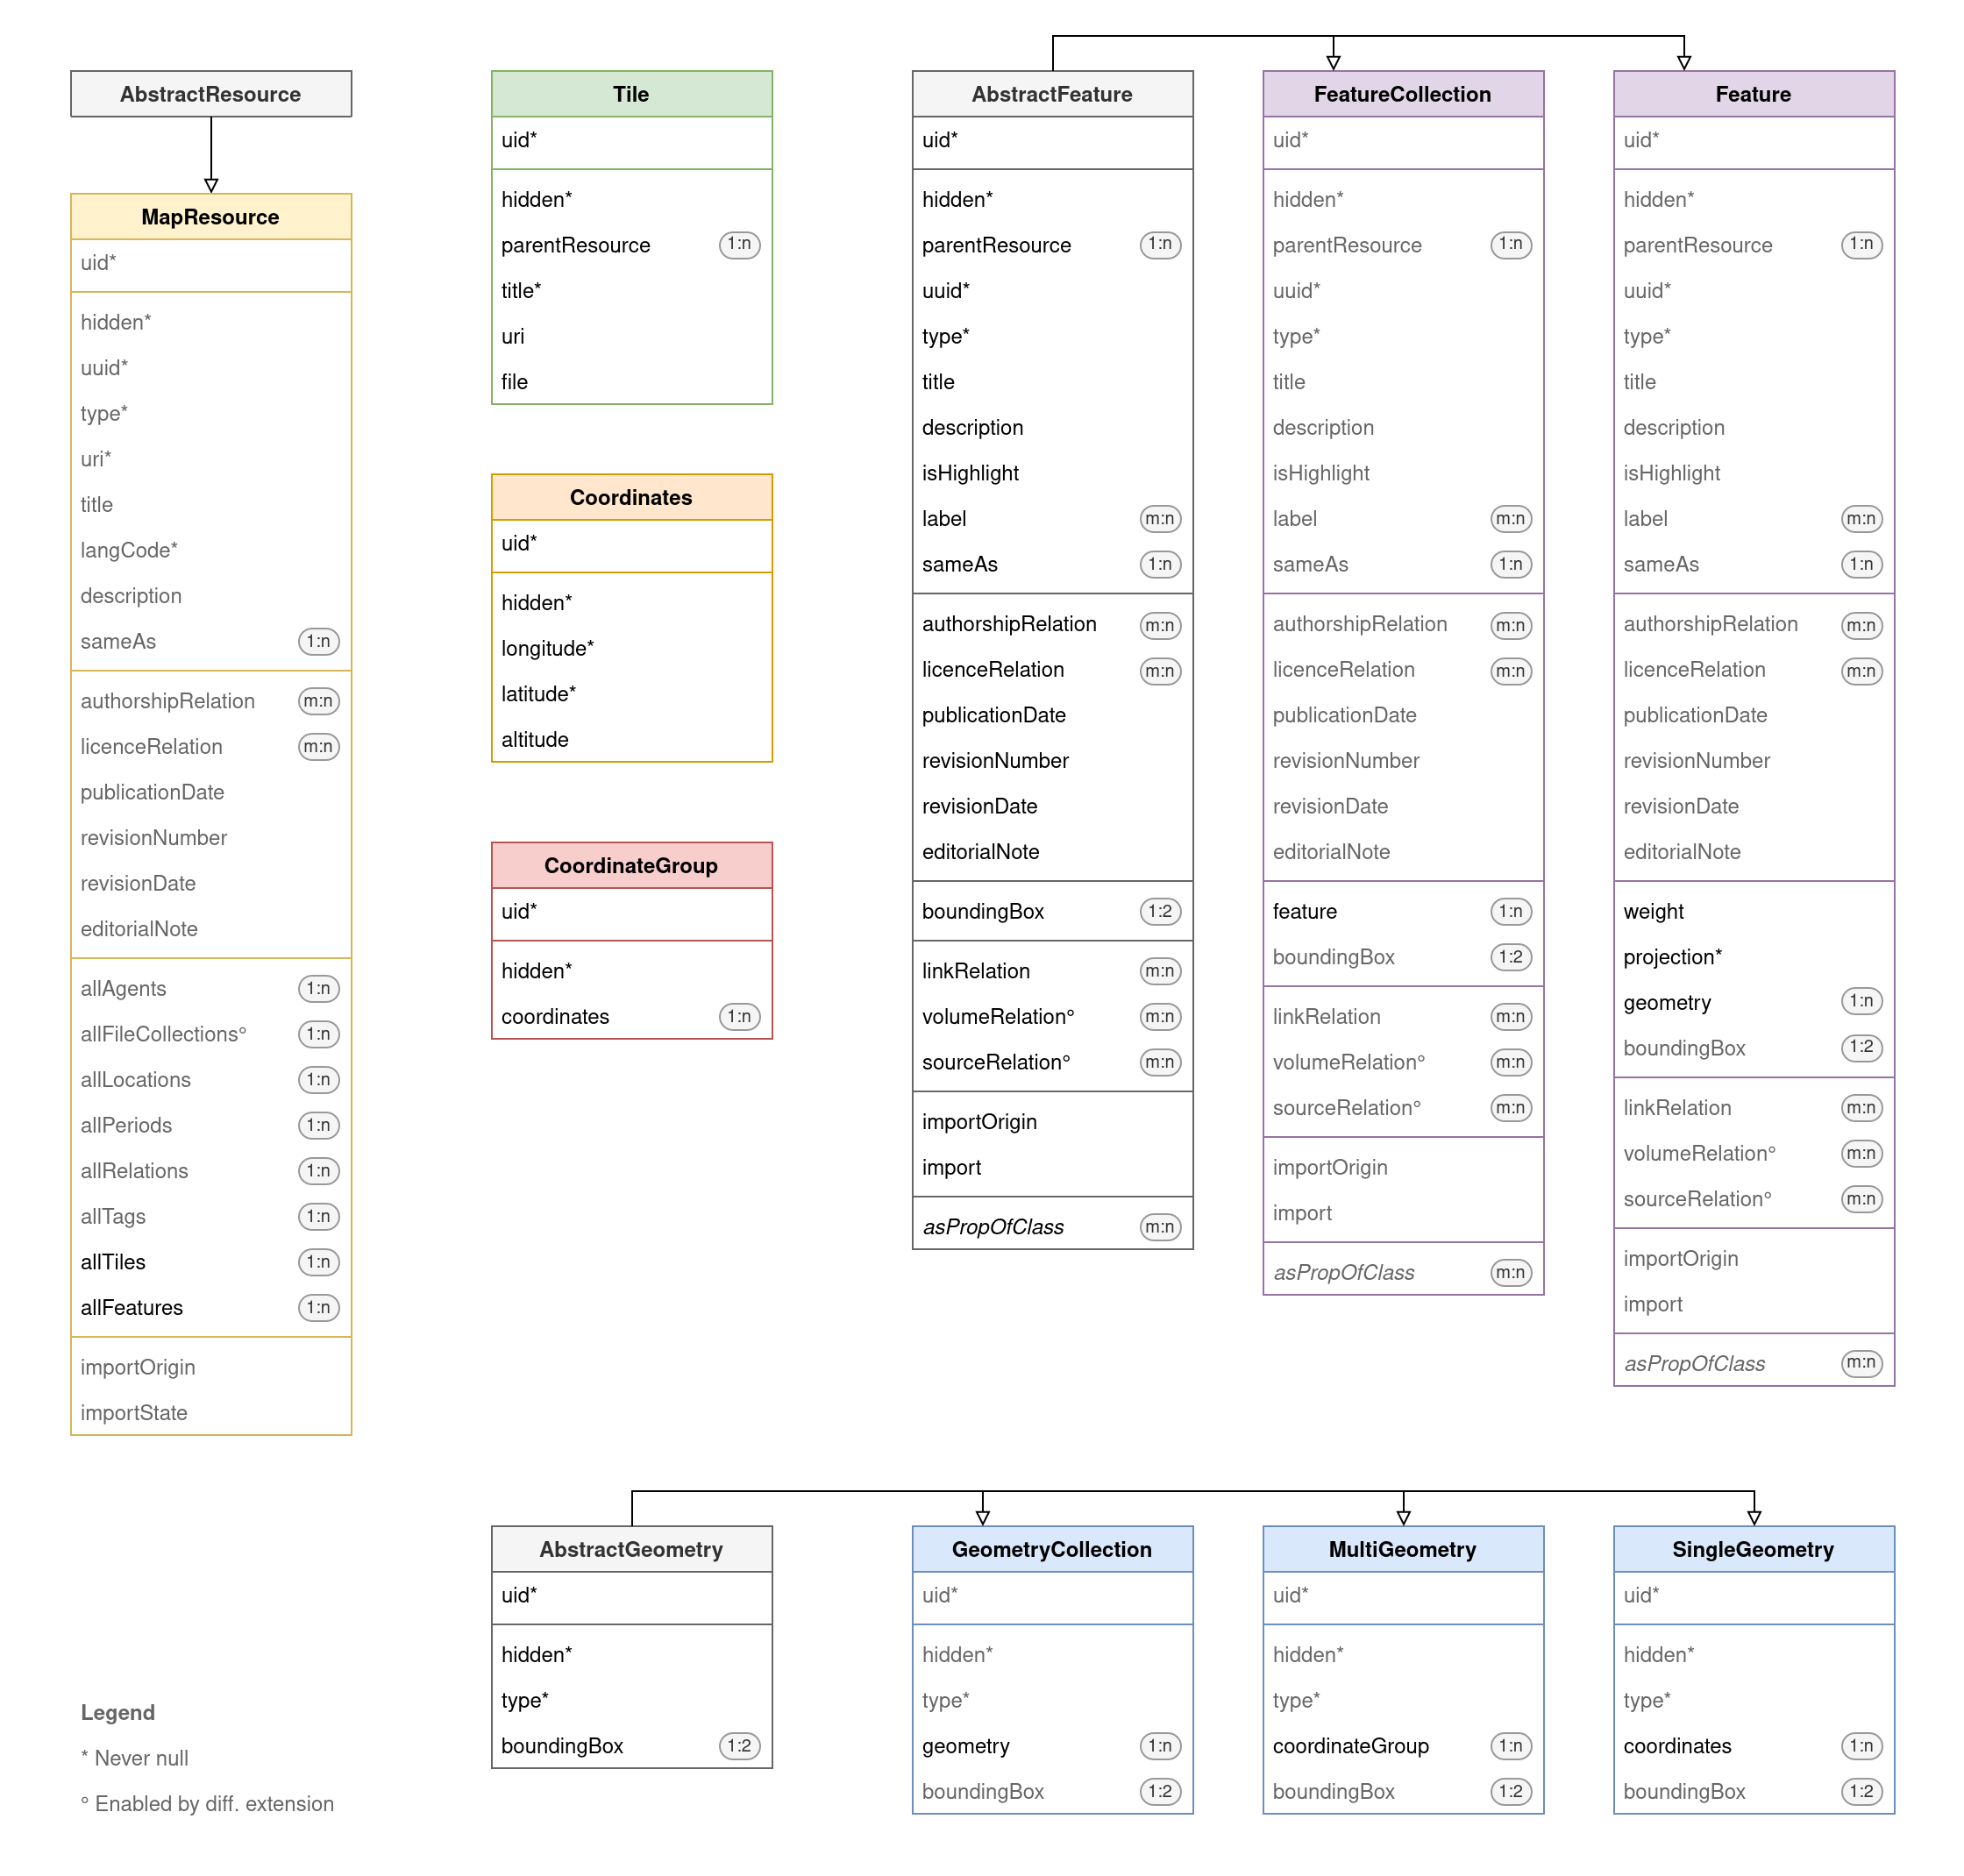 AbstractResource
MapResource
uid*
hidden*
uuid*
type*
uri*
title
langCode*
description
sameAs 1:n
authorshipRelation m:n
licenceRelation m:n
publicationDate
revisionNumber
revisionDate
editorialNote
allAgents 1:n
allFileCollections° 1:n
allLocations 1:n
allPeriods 1:n
allRelations 1:n
allTags 1:n
allTiles 1:n
allFeatures 1:n
importOrigin
importState
Tile
uid*
hidden*
parentResource 1:n
title*
uri
file
Coordinates
uid*
hidden*
longitude*
latitude*
altitude
CoordinateGroup
uid*
hidden*
coordinates 1:n
AbstractFeature
uid*
hidden*
parentResource 1:n
uuid*
type*
title
description
isHighlight
label m:n
sameAs 1:n
authorshipRelation m:n
licenceRelation m:n
publicationDate
revisionNumber
revisionDate
editorialNote
boundingBox 1:2
linkRelation m:n
volumeRelation° m:n
sourceRelation° m:n
importOrigin
import
asPropOfClass m:n
FeatureCollection
uid*
hidden*
parentResource 1:n
uuid*
type*
title
description
isHighlight
label m:n
sameAs 1:n
authorshipRelation m:n
licenceRelation m:n
publicationDate
revisionNumber
revisionDate
editorialNote
feature 1:n
boundingBox 1:2
linkRelation m:n
volumeRelation° m:n
sourceRelation° m:n
importOrigin
import
asPropOfClass m:n
Feature
uid*
hidden*
parentResource 1:n
uuid*
type*
title
description
isHighlight
label m:n
sameAs 1:n
authorshipRelation m:n
licenceRelation m:n
publicationDate
revisionNumber
revisionDate
editorialNote
weight
projection*
geometry 1:n
boundingBox 1:2
linkRelation m:n
volumeRelation° m:n
sourceRelation° m:n
importOrigin
import
asPropOfClass m:n
AbstractGeometry
uid*
hidden*
type*
boundingBox 1:2
GeometryCollection
uid*
hidden*
type*
geometry 1:n
boundingBox 1:2
MultiGeometry
uid*
hidden*
type*
coordinateGroup 1:n
boundingBox 1:2
SingleGeometry
uid*
hidden*
type*
coordinates 1:n
boundingBox 1:2
Legend
* Never null
° Enabled by diff. extension